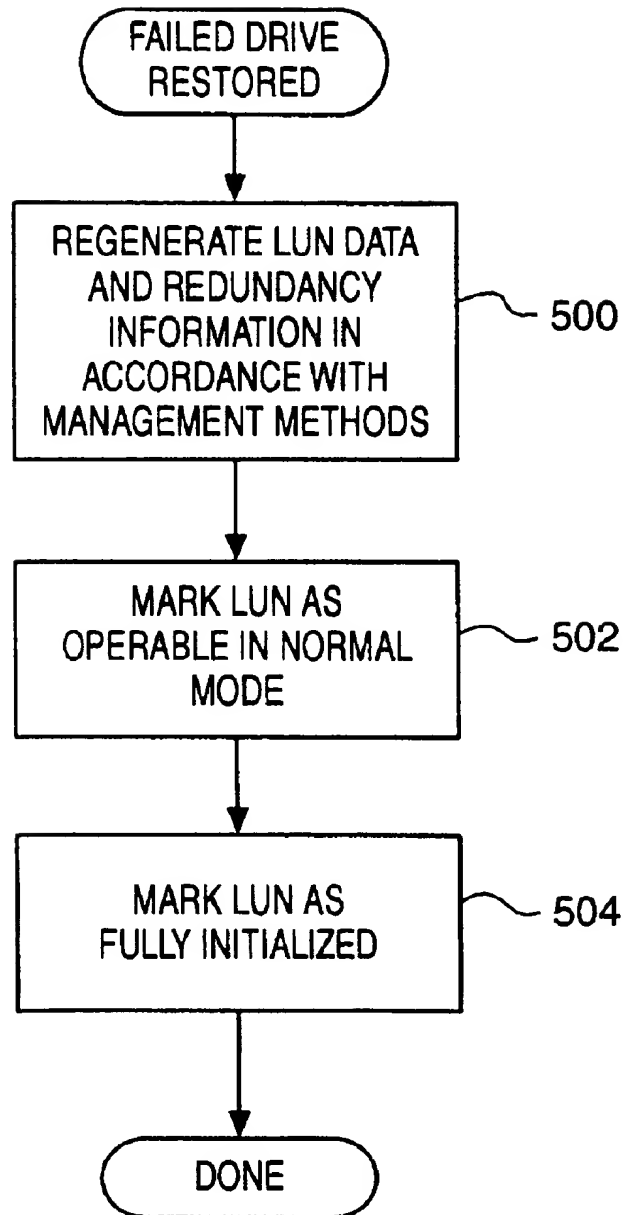 FAILED DRIVE
RESTORED
REGENERATE LUN DATA
AND REDUNDANCY
INFORMATION IN
ACCORDANCE WITH
MANAGEMENT METHODS
500
MARK LUN AS
OPERABLE IN NORMAL
MODE
502
MARK LUN AS
FULLY INITIALIZED
504
DONE